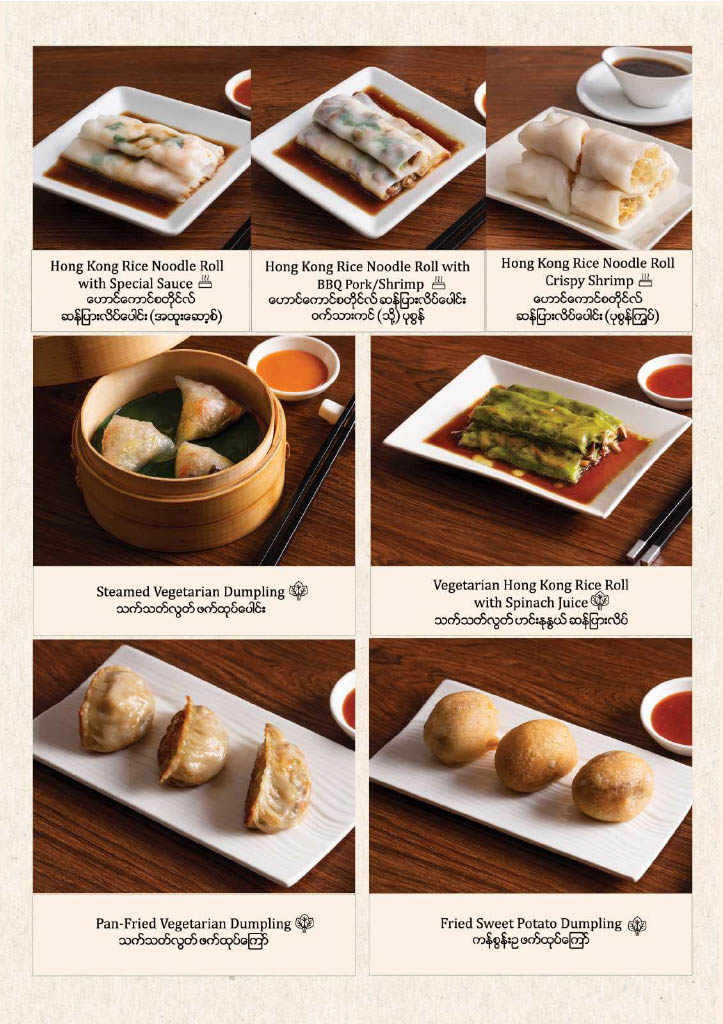 Hong Kong Rice Noodle Roll
with Special Sauce
ဟောင်ကောင်စတိုင်လ်
ဆန်ပြားလိပ်ပေါင်း (အထူးဆော့စ်)
Hong Kong Rice Noodle Roll with
BBQ Pork/Shrimp
ဟောင်ကောင်စတိုင်လ် ဆန်ပြားလိပ်ပေါင်း
ဝက်သားကင် (သို့) ပုစွန်
Hong Kong Rice Noodle Roll
Crispy Shrimp
ဟောင်ကောင်စတိုင်လ်
ဆန်ပြားလိပ်ပေါင်း (ပုစွန်ကြွပ်)
Steamed Vegetarian Dumpling
သက်သတ်လွတ် ဖက်ထုပ်ပေါင်း
Vegetarian Hong Kong Rice Roll
with Spinach Juice
သက်သတ်လွတ် ဟင်းနုနွယ် ဆန်ပြားလိပ်
Pan-Fried Vegetarian Dumpling
သက်သတ်လွတ် ဖက်ထုပ်ကြော်
Fried Sweet Potato Dumpling
ကန်စွန်းဥ ဖက်ထုပ်ကြော်